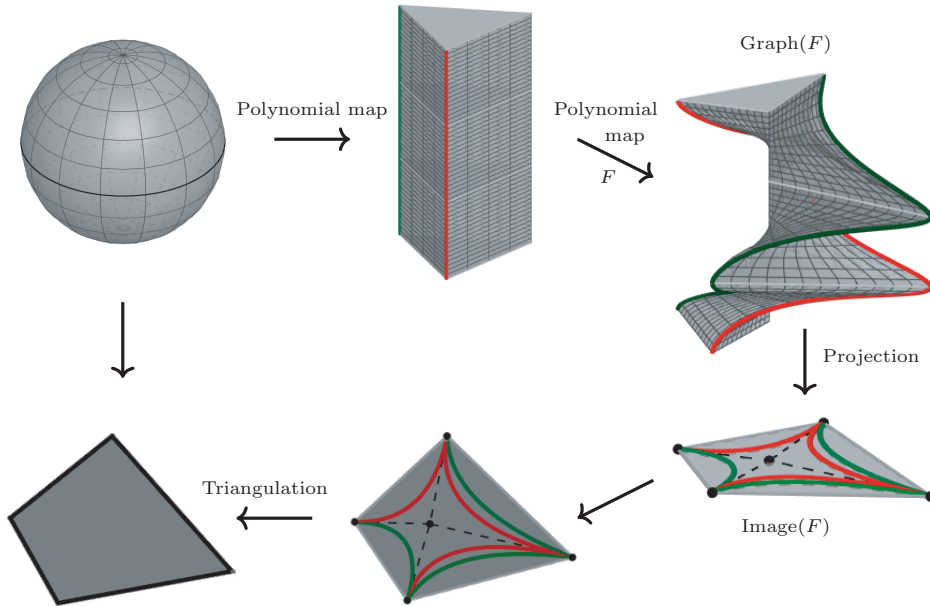 Graph(F)
Polynomial map
Polynomial
map
F
Projection
Triangulation
Image(F)